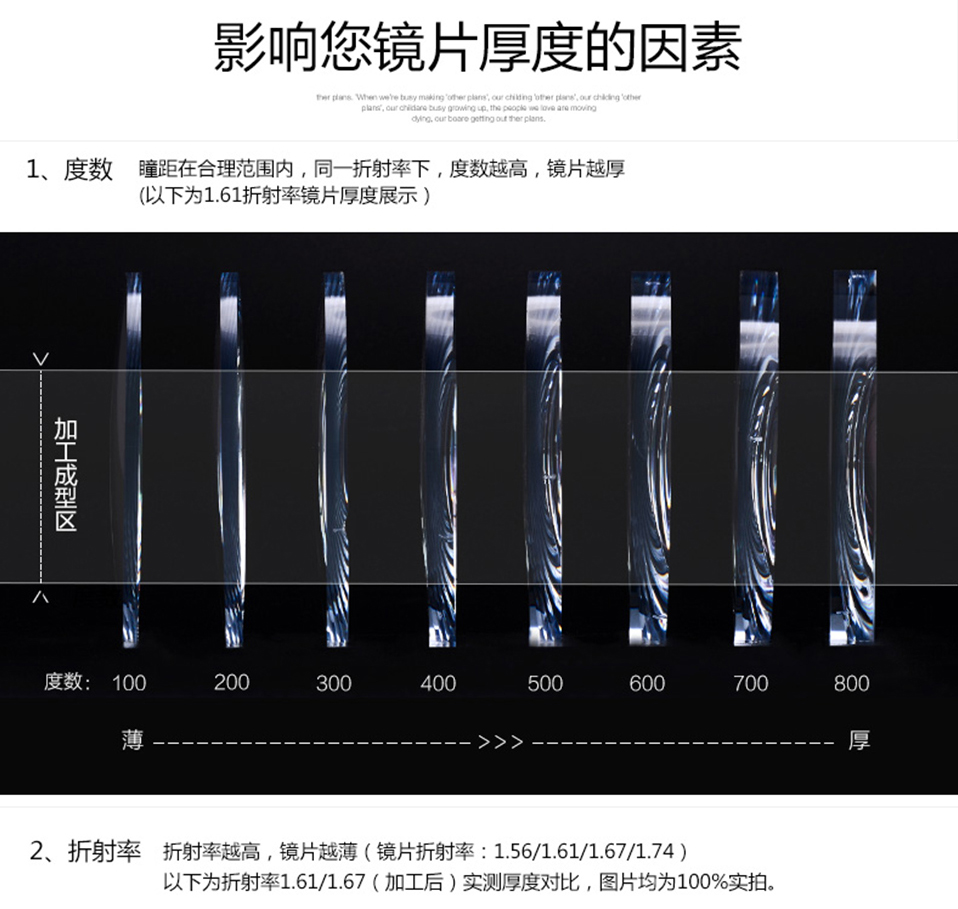 影响您镜片厚度的因素
ther plans. 'When we're busy making 'other plans', our childing 'other plans', our childing 'other
plans', our childare busy growing up, the people we love are moving
dying, our boare getting out ther plans.
1、度数 瞳距在合理范围内，同一折射率下，度数越高，镜片越厚
(以下为1.61折射率镜片厚度展示）
加工成型区
度数: 100 200 300 400 500 600 700 800
薄 >>> 厚
2、折射率 折射率越高，镜片越薄（镜片折射率：1.56/1.61/1.67/1.74）
以下为折射率1.61/1.67（加工后）实测厚度对比，图片均为100%实拍。